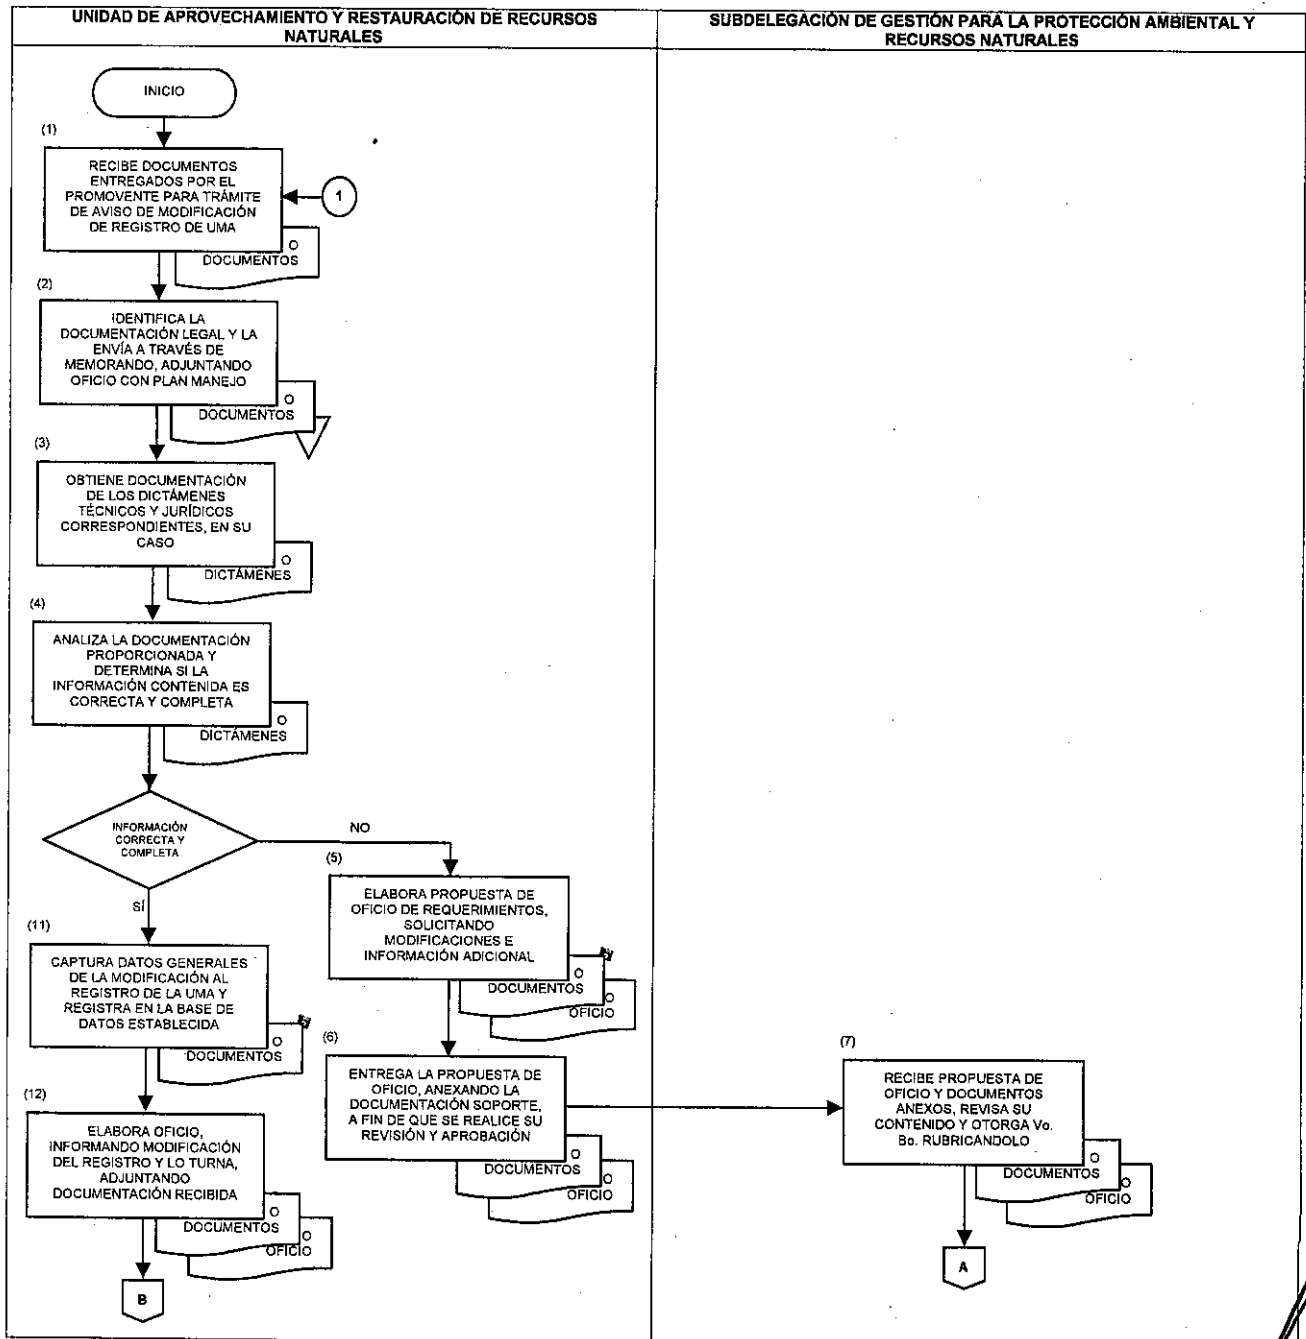 UNIDAD DE APROVECHAMIENTO Y RESTAURACIÓN DE RECURSOS
NATURALES
SUBDELEGACIÓN DE GESTIÓN PARA LA PROTECCIÓN AMBIENTAL Y
RECURSOS NATURALES
INICIO
(1)
RECIBE DOCUMENTOS
ENTREGADOS POR EL
PROMOVENTE PARA TRÁMITE
DE AVISO DE MODIFICACIÓN
DE REGISTRO DE UMA
1
O
DOCUMENTOS
(2)
IDENTIFICA LA
DOCUMENTACIÓN LEGAL Y LA
ENVÍA A TRAVÉS DE
MEMORANDO, ADJUNTANDO
OFICIO CON PLAN MANEJO
O
DOCUMENTOS
(3)
OBTIENE DOCUMENTACIÓN
DE LOS DICTÁMENES
TÉCNICOS Y JURÍDICOS
CORRESPONDIENTES, EN SU
CASO
O
DICTÁMENES
(4)
ANALIZA LA DOCUMENTACIÓN
PROPORCIONADA Y
DETERMINA SI LA
INFORMACIÓN CONTENIDA ES
CORRECTA Y COMPLETA
O
DICTÁMENES
INFORMACIÓN
CORRECTA Y
COMPLETA
NO
SÍ
(5)
ELABORA PROPUESTA DE
OFICIO DE REQUERIMIENTOS,
SOLICITANDO
MODIFICACIONES E
INFORMACIÓN ADICIONAL
O
DOCUMENTOS
O
OFICIO
(11)
CAPTURA DATOS GENERALES
DE LA MODIFICACIÓN AL
REGISTRO DE LA UMA Y
REGISTRA EN LA BASE DE
DATOS ESTABLECIDA
O
DOCUMENTOS
(6)
ENTREGA LA PROPUESTA DE
OFICIO, ANEXANDO LA
DOCUMENTACIÓN SOPORTE,
A FIN DE QUE SE REALICE SU
REVISIÓN Y APROBACIÓN
O
DOCUMENTOS
O
OFICIO
(7)
RECIBE PROPUESTA DE
OFICIO Y DOCUMENTOS
ANEXOS, REVISA SU
CONTENIDO Y OTORGA Vo.
Bo. RUBRICANDOLO
O
DOCUMENTOS
O
OFICIO
(12)
ELABORA OFICIO,
INFORMANDO MODIFICACIÓN
DEL REGISTRO Y LO TURNA,
ADJUNTANDO
DOCUMENTACIÓN RECIBIDA
O
DOCUMENTOS
O
OFICIO
A
B